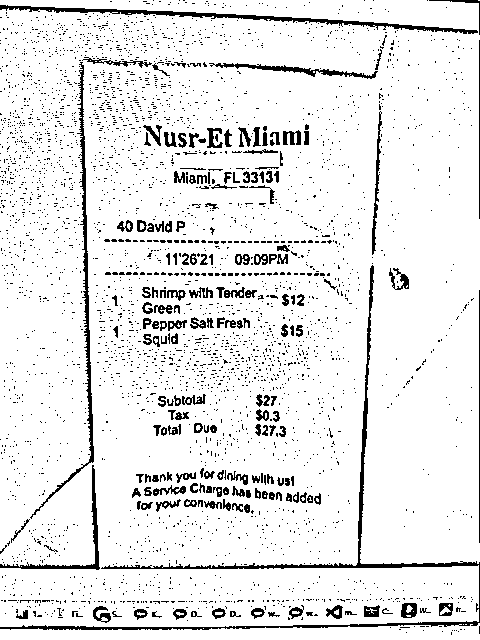 Nusr-Et Miami
Miami, FL 33131
40 David P
11'26'21 09:09PM
1 Shrimp with Tender $12
Green
1 Pepper Salt Fresh $15
Squid
Subtotal $27
Tax $0.3
Total Due $27.3
Thank you for dining with us!
A Service Charge has been added
for your convenience.